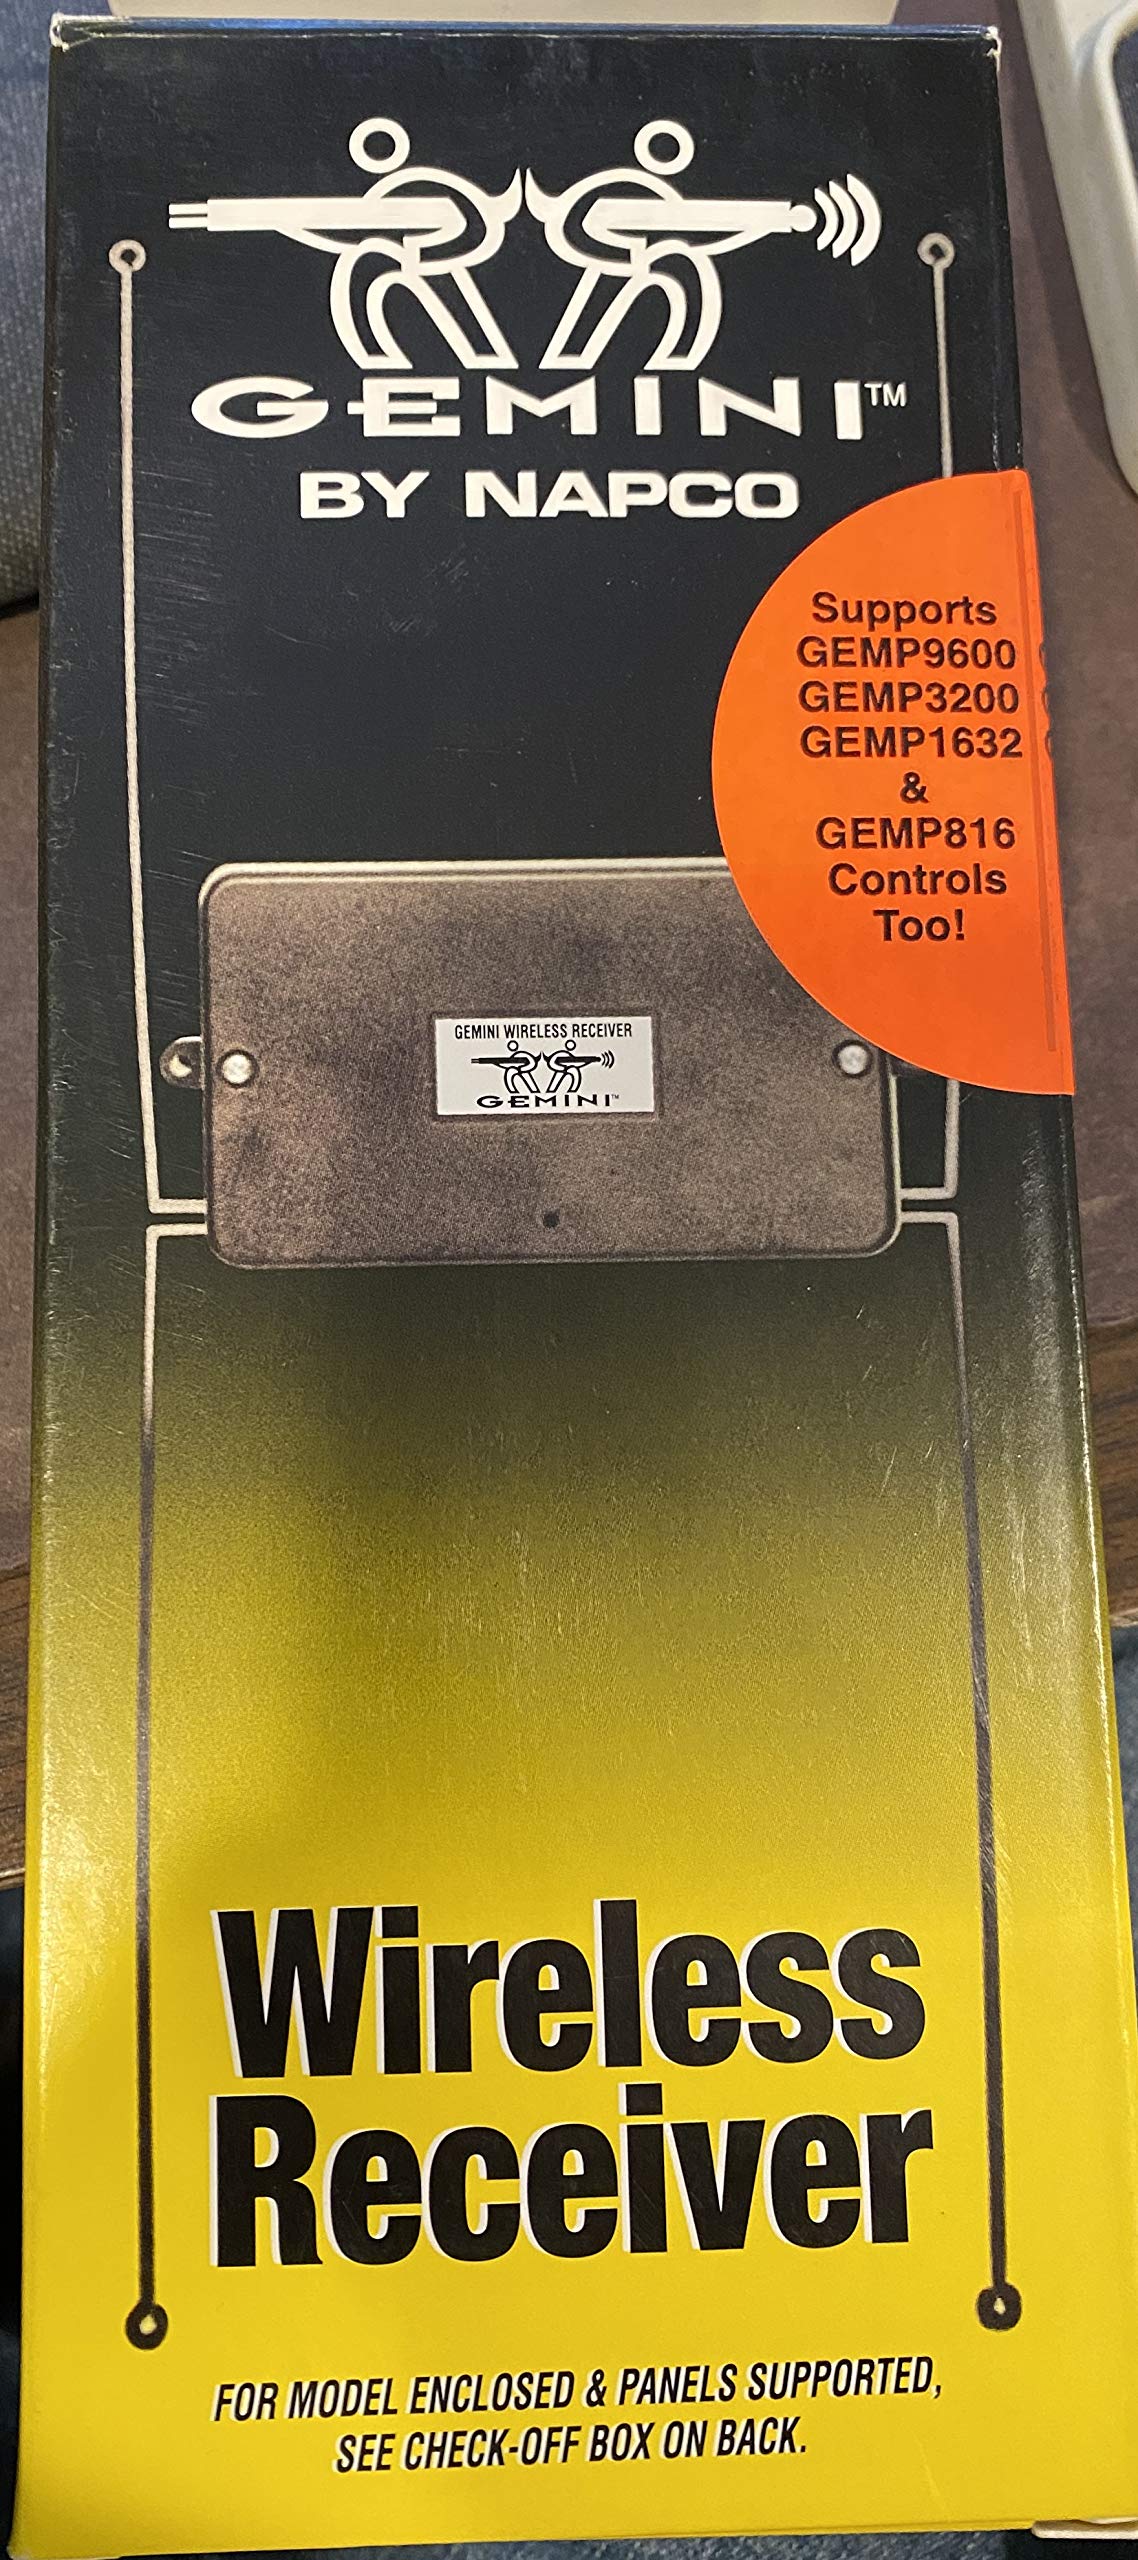 GEMINI™
BY NAPCO
Supports
GEMP9600
GEMP3200
GEMP1632
&
GEMP816
Controls
Too!
GEMINI WIRELESS RECEIVER
GEMINI™
Wireless
Receiver
FOR MODEL ENCLOSED & PANELS SUPPORTED,
SEE CHECK-OFF BOX ON BACK.